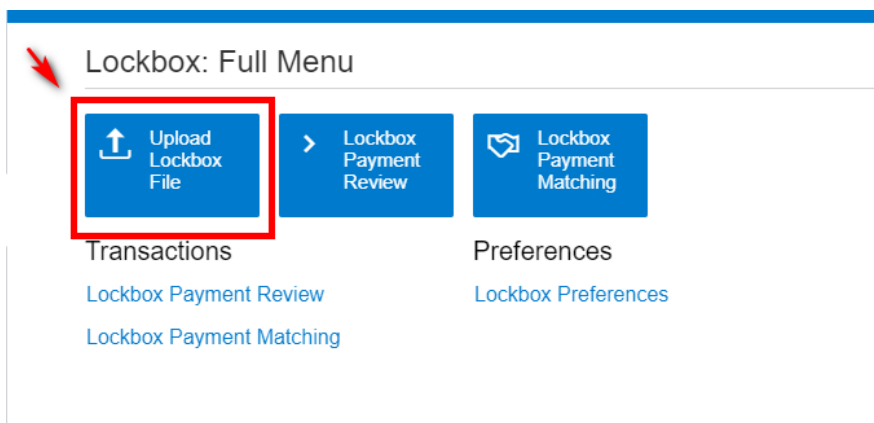 Lockbox: Full Menu
Upload
Lockbox
File
Lockbox
Payment
Review
Lockbox
Payment
Matching
Transactions
Preferences
Lockbox Payment Review
Lockbox Preferences
Lockbox Payment Matching